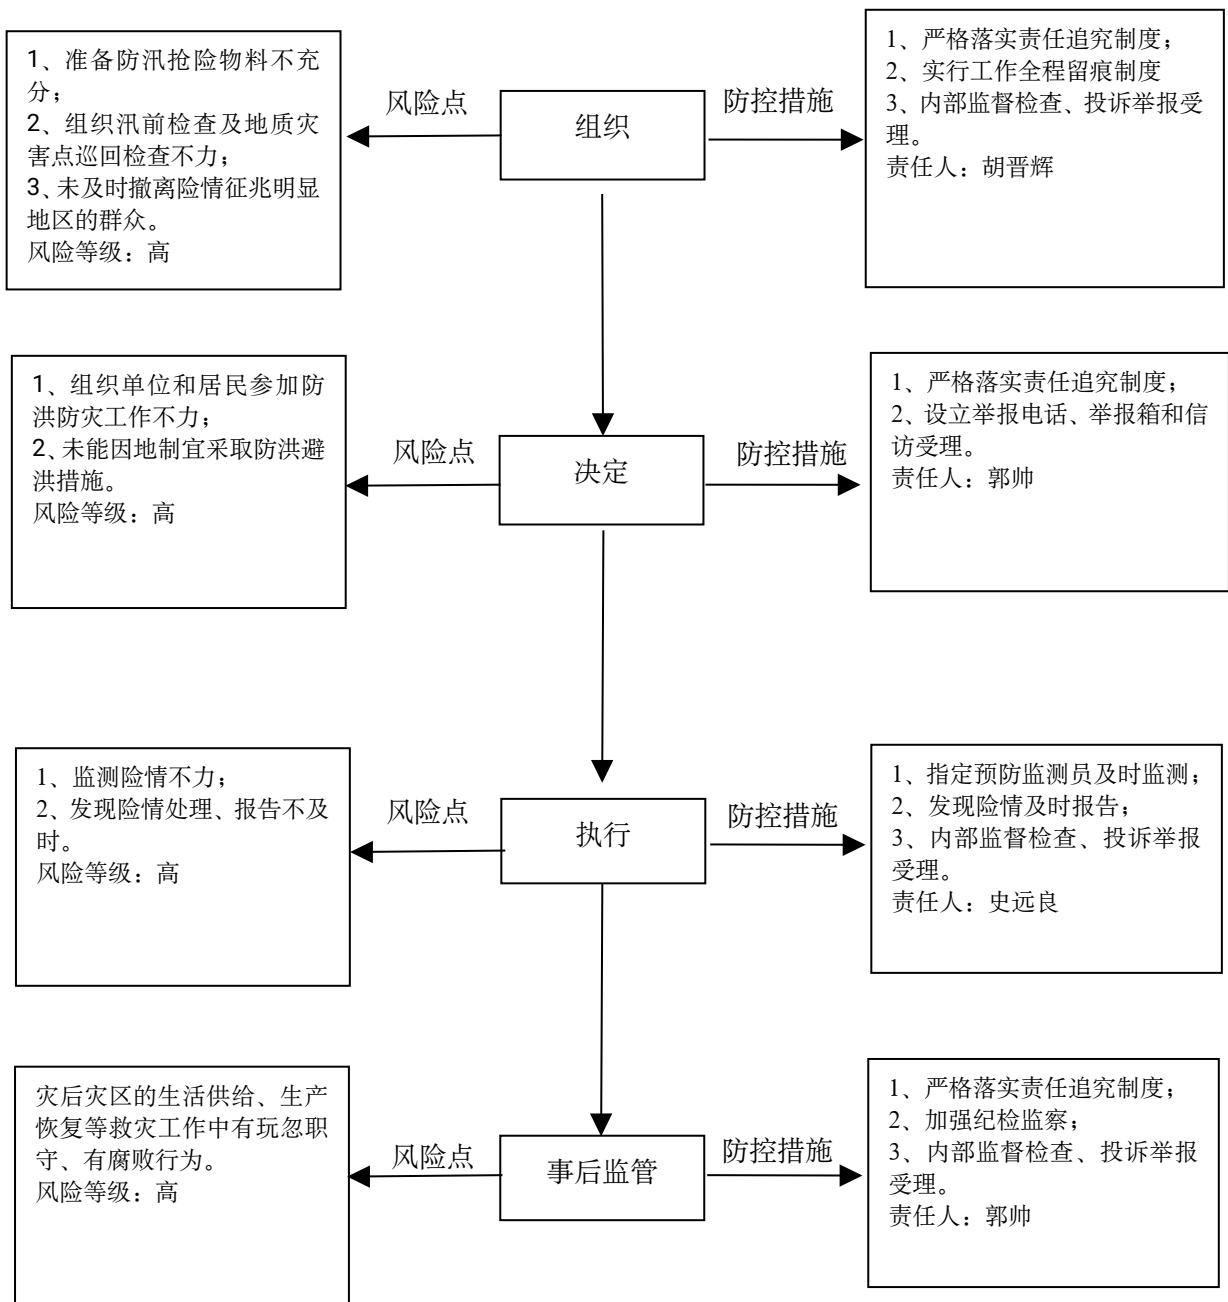 1、准备防汛抢险物料不充
分；
2、组织汛前检查及地质灾
害点巡回检查不力；
3、未及时撤离险情征兆明显
地区的群众。
风险等级：高
风险点
组织
防控措施
1、严格落实责任追究制度；
2、实行工作全程留痕制度
3、内部监督检查、投诉举报受
理。
责任人：胡晋辉
1、组织单位和居民参加防
洪防灾工作不力；
2、未能因地制宜采取防洪避
洪措施。
风险等级：高
风险点
决定
防控措施
1、严格落实责任追究制度；
2、设立举报电话、举报箱和信
访受理。
责任人：郭帅
1、监测险情不力；
2、发现险情处理、报告不及
时。
风险等级：高
风险点
执行
防控措施
1、指定预防监测员及时监测；
2、发现险情及时报告；
3、内部监督检查、投诉举报
受理。
责任人：史远良
灾后灾区的生活供给、生产
恢复等救灾工作中有玩忽职
守、有腐败行为。
风险等级：高
风险点
事后监管
防控措施
1、严格落实责任追究制度；
2、加强纪检监察；
3、内部监督检查、投诉举报
受理。
责任人：郭帅